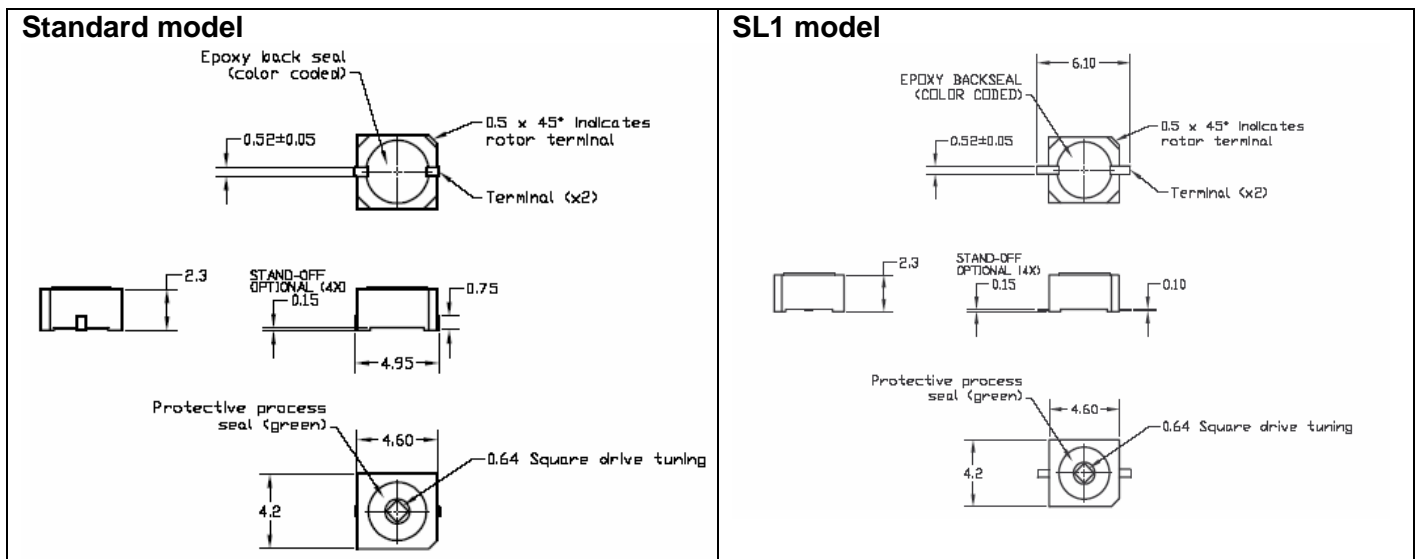 Standard model
Epoxy back seal
(color coded)
0.5 x 45° Indicates
rotor terminal
0.52±0.05
Terminal (x2)
2.3
STAND-OFF
OPTIONAL (4X)
0.15
0.75
4.95
Protective process
seal (green)
4.60
0.64 Square drive tuning
4.2
SL1 model
6.10
EPOXY BACKSEAL
(COLOR CODED)
0.5 x 45° Indicates
rotor terminal
0.52±0.05
Terminal (x2)
2.3
STAND-OFF
OPTIONAL (4X)
0.15
0.10
Protective process
seal (green)
4.60
0.64 Square drive tuning
4.2